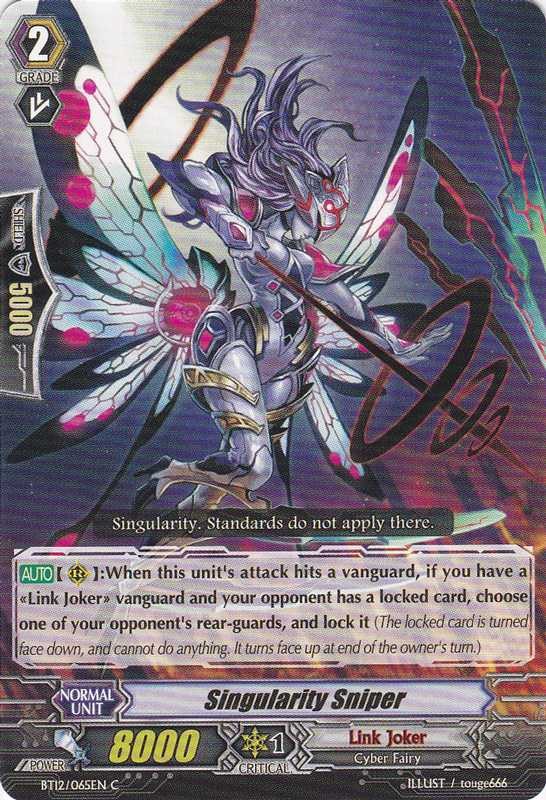 2
GRADE
SHIELD
5000
Singularity. Standards do not apply there.
AUTO【 R 】:When this unit's attack hits a vanguard, if you have a
«Link Joker» vanguard and your opponent has a locked card, choose
one of your opponent's rear-guards, and lock it (The locked card is turned
face down, and cannot do anything. It turns face up at end of the owner's turn.)
NORMAL
UNIT
Singularity Sniper
POWER
8000
1
CRITICAL
Link Joker
Cyber Fairy
BT12/065EN C
ILLUST / touge666